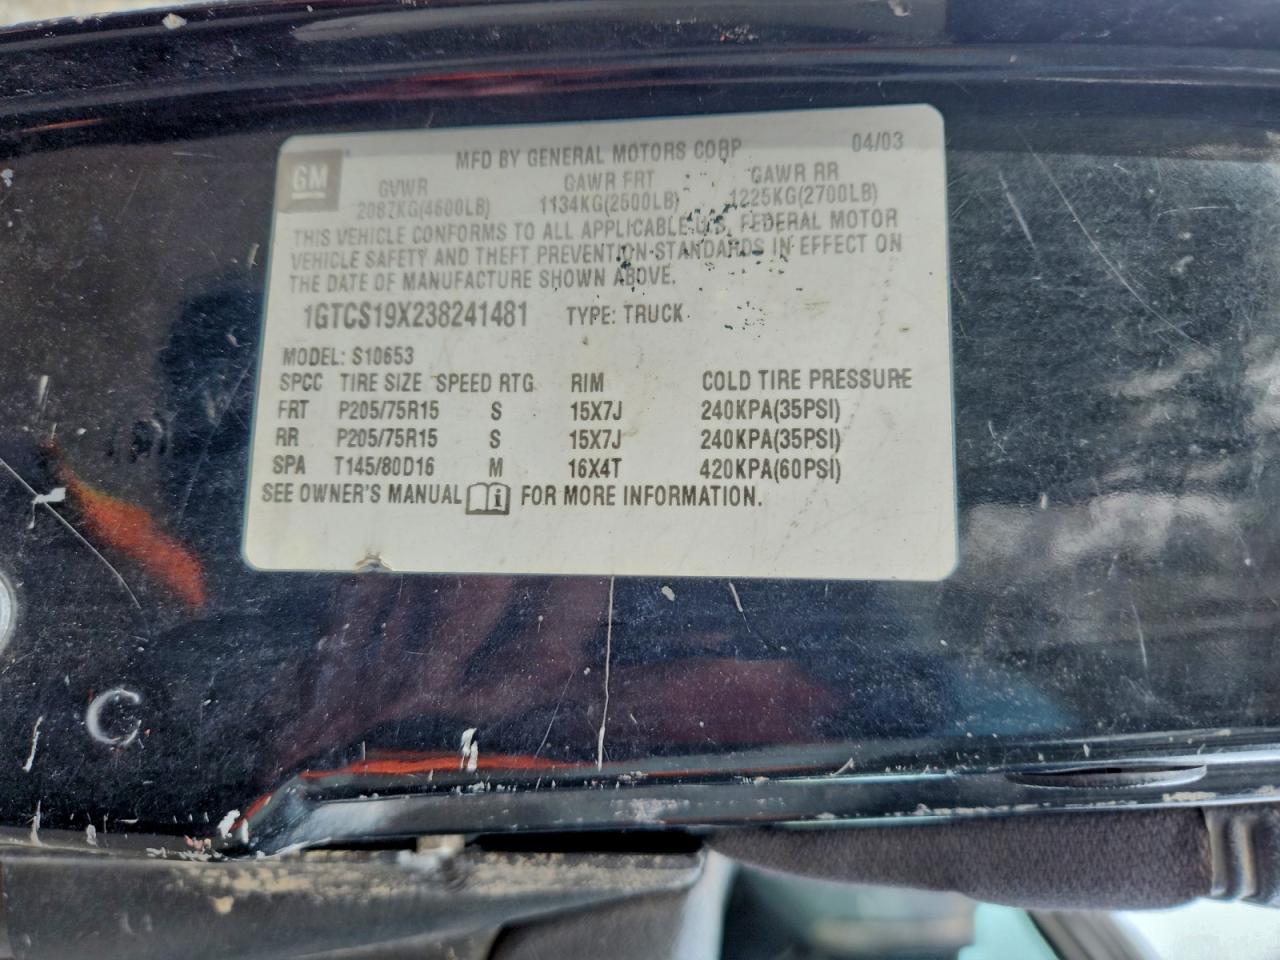 MFD BY GENERAL MOTORS CORP 04/03
GM
GVWR GAWR FRT GAWR RR
2087KG(4600LB) 1134KG(2500LB) 1225KG(2700LB)
THIS VEHICLE CONFORMS TO ALL APPLICABLE U.S. FEDERAL MOTOR
VEHICLE SAFETY AND THEFT PREVENTION STANDARDS IN EFFECT ON
THE DATE OF MANUFACTURE SHOWN ABOVE.
1GTCS19X238241481 TYPE: TRUCK
MODEL: S10653
SPCC TIRE SIZE SPEED RTG RIM COLD TIRE PRESSURE
FRT P205/75R15 S 15X7J 240KPA(35PSI)
RR P205/75R15 S 15X7J 240KPA(35PSI)
SPA T145/80D16 M 16X4T 420KPA(60PSI)
SEE OWNER'S MANUAL i FOR MORE INFORMATION.
C